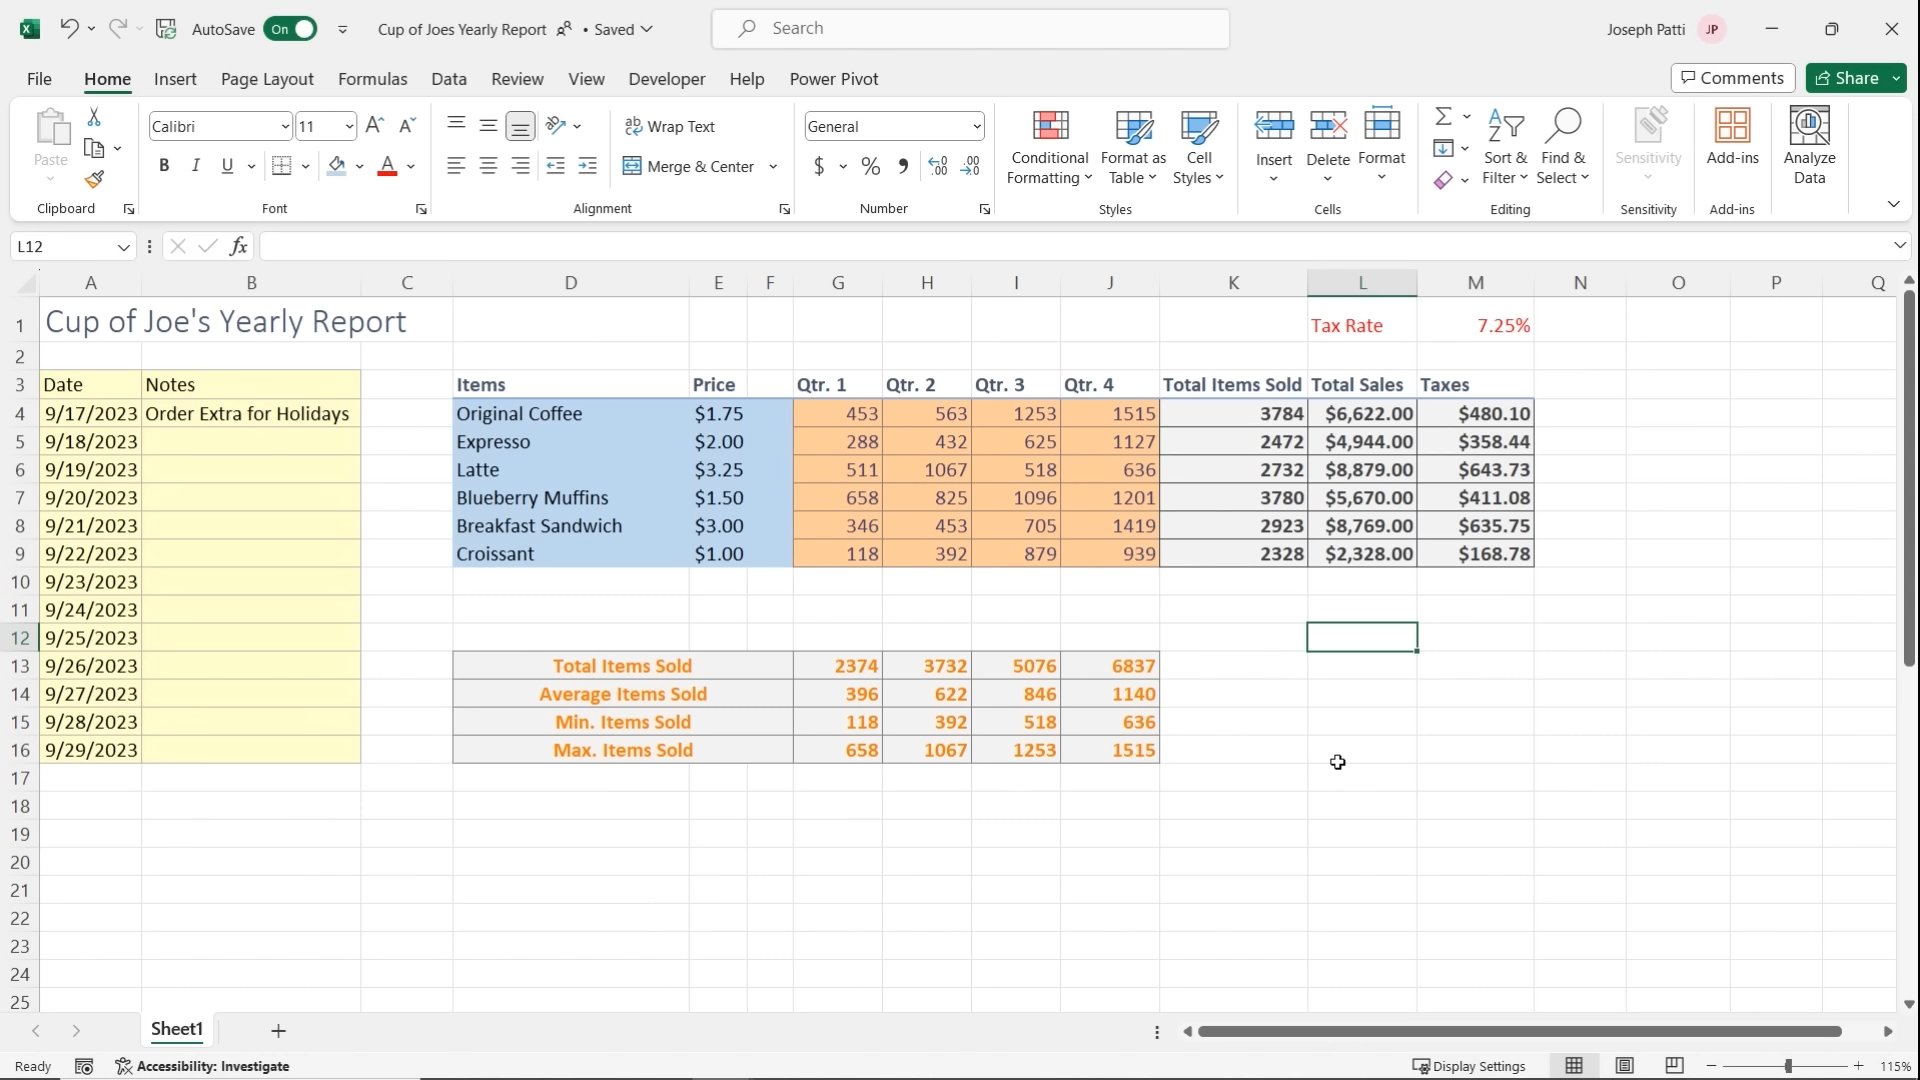 AutoSave On Cup of Joes Yearly Report • Saved Search Joseph Patti JP
File Home Insert Page Layout Formulas Data Review View Developer Help Power Pivot Comments Share
Paste Calibri 11 Wrap Text General
Conditional Formatting Format as Table Cell Styles Insert Delete Format Sort & Filter Find & Select Sensitivity Add-ins Analyze Data
B I U A Merge & Center $ % , .00
Clipboard Font Alignment Number Styles Cells Editing Sensitivity Add-ins
L12 fx
A B C D E F G H I J K L M N O P Q
1 Cup of Joe's Yearly Report Tax Rate 7.25%
2
3 Date Notes Items Price Qtr. 1 Qtr. 2 Qtr. 3 Qtr. 4 Total Items Sold Total Sales Taxes
4 9/17/2023 Order Extra for Holidays Original Coffee $1.75 453 563 1253 1515 3784 $6,622.00 $480.10
5 9/18/2023 Expresso $2.00 288 432 625 1127 2472 $4,944.00 $358.44
6 9/19/2023 Latte $3.25 511 1067 518 636 2732 $8,879.00 $643.73
7 9/20/2023 Blueberry Muffins $1.50 658 825 1096 1201 3780 $5,670.00 $411.08
8 9/21/2023 Breakfast Sandwich $3.00 346 453 705 1419 2923 $8,769.00 $635.75
9 9/22/2023 Croissant $1.00 118 392 879 939 2328 $2,328.00 $168.78
10 9/23/2023
11 9/24/2023
12 9/25/2023
13 9/26/2023 Total Items Sold 2374 3732 5076 6837
14 9/27/2023 Average Items Sold 396 622 846 1140
15 9/28/2023 Min. Items Sold 118 392 518 636
16 9/29/2023 Max. Items Sold 658 1067 1253 1515
17
18
19
20
21
22
23
24
25
Sheet1
Ready Accessibility: Investigate Display Settings 115%